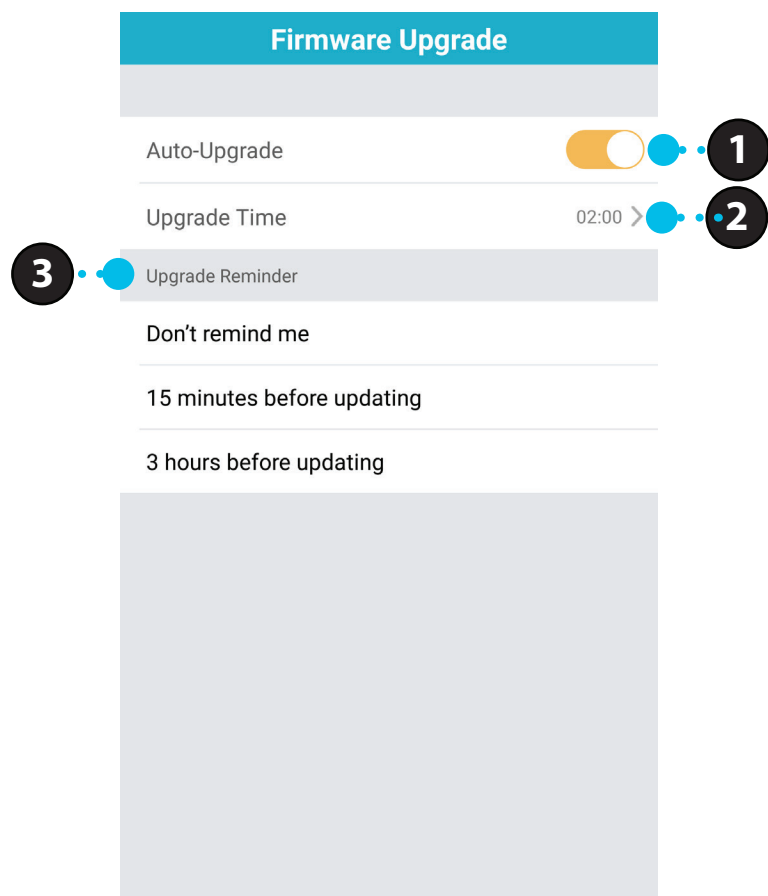 Firmware Upgrade
Auto-Upgrade
1
Upgrade Time
02:00
2
3
Upgrade Reminder
Don’t remind me
15 minutes before updating
3 hours before updating